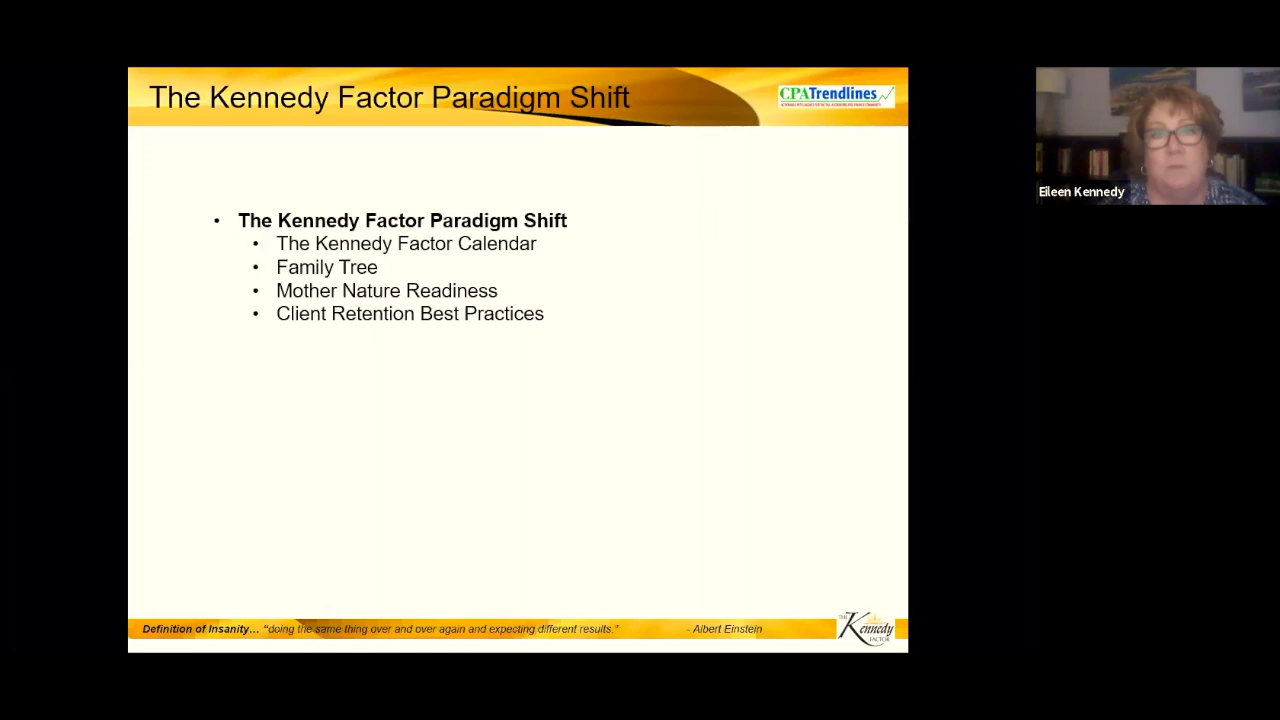 The Kennedy Factor Paradigm Shift
CPATrendlines
• The Kennedy Factor Paradigm Shift
• The Kennedy Factor Calendar
• Family Tree
• Mother Nature Readiness
• Client Retention Best Practices
Eileen Kennedy
Definition of Insanity... "doing the same thing over and over again and expecting different results." - Albert Einstein
THE
Kennedy
FACTOR